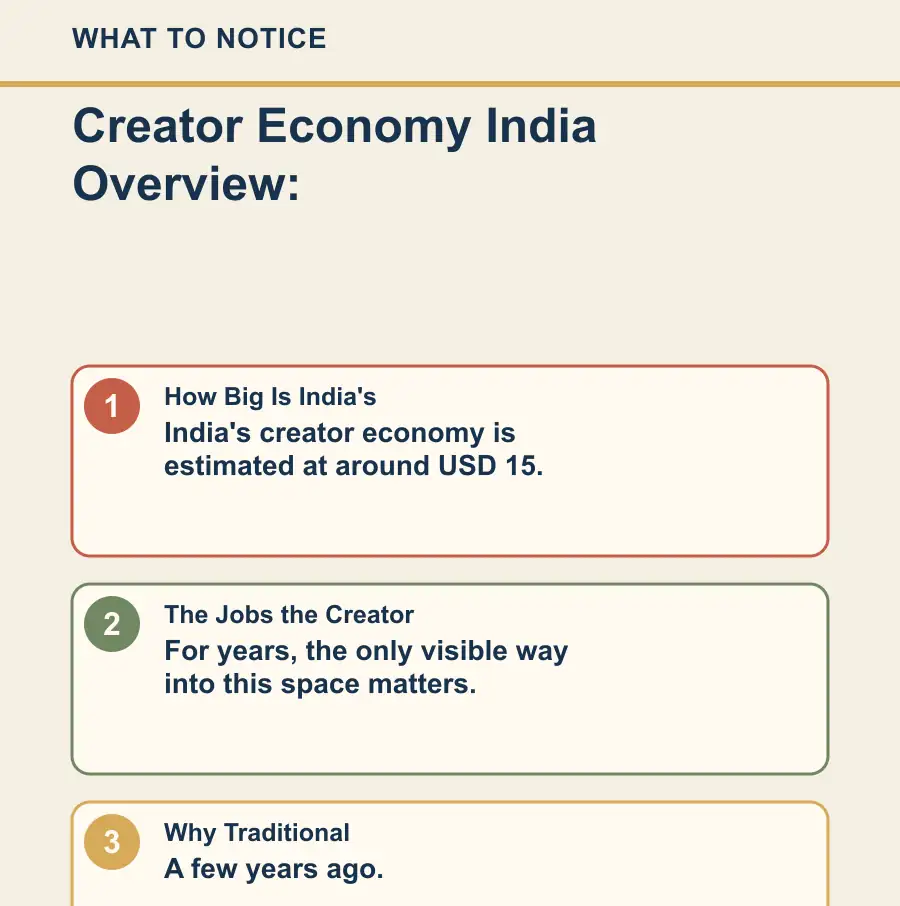 WHAT TO NOTICE
Creator Economy India
Overview:
1
How Big Is India's
India's creator economy is
estimated at around USD 15.
2
The Jobs the Creator
For years, the only visible way
into this space matters.
3
Why Traditional
A few years ago.